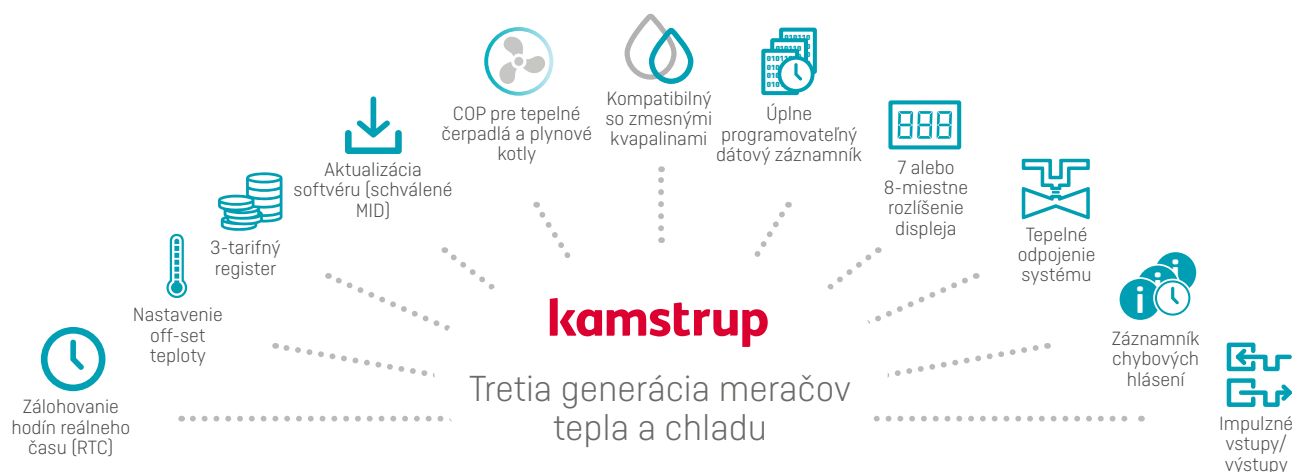 COP pre tepelné
čerpadlá a plynové
kotly
Kompatibilný
so zmesnými
kvapalinami
Úplne
programovateľný
dátový záznamník
888
7 alebo
8-miestne
rozlíšenie
displeja
Aktualizácia
softvéru (schválené
MID)
Tepelné
odpojenie
systému
3-tarifný
register
Nastavenie
off-set
teploty
Záznamník
chybových
hlásení
Zálohovanie
hodín reálneho
času (RTC)
Impulzné
vstupy/
výstupy
kamstrup
Tretia generácia meračov
tepla a chladu